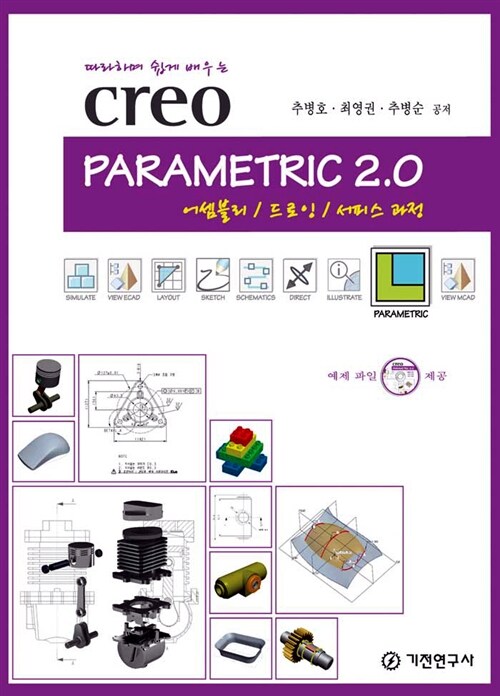 따라하며 쉽게 배우는
creo
추병호 · 최영권 · 추병순 공저
PARAMETRIC 2.0
어셈블리 / 드로잉 / 서피스 과정
SIMULATE
VIEW ECAD
LAYOUT
SKETCH
SCHEMATICS
DIRECT
ILLUSTRATE
PARAMETRIC
VIEW MCAD
예제 파일 제공
기전연구사